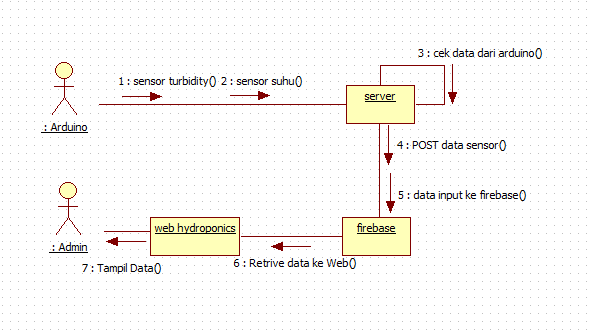 3 : cek data dari arduino()
1 : sensor turbidity()
2 : sensor suhu()
server
: Arduino
4 : POST data sensor()
5 : data input ke firebase()
web hydroponics
firebase
: Admin
6 : Retrive data ke Web()
7 : Tampil Data()